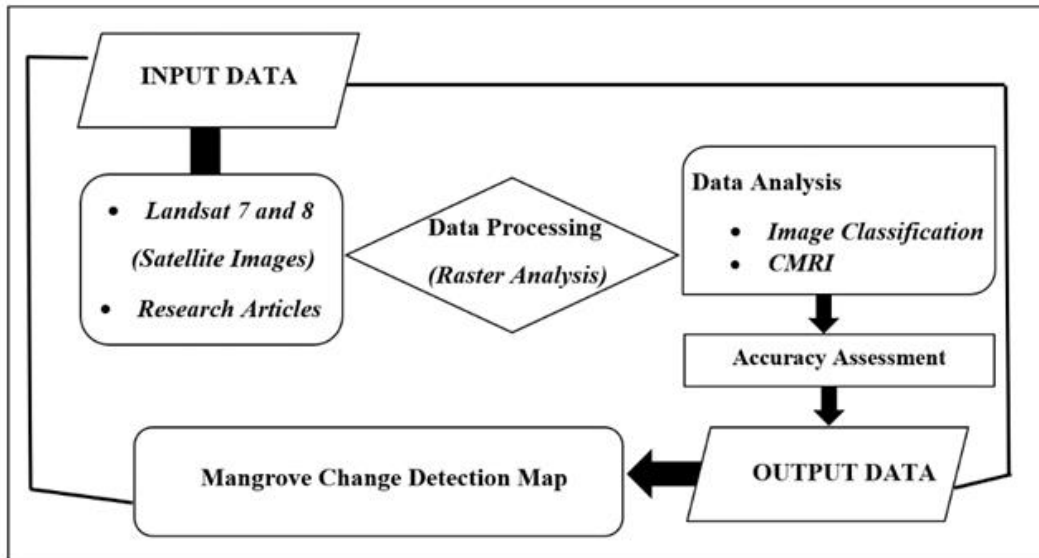 INPUT DATA
• Landsat 7 and 8
(Satellite Images)
• Research Articles
Data Processing
(Raster Analysis)
Data Analysis
• Image Classification
• CMRI
Accuracy Assessment
OUTPUT DATA
Mangrove Change Detection Map